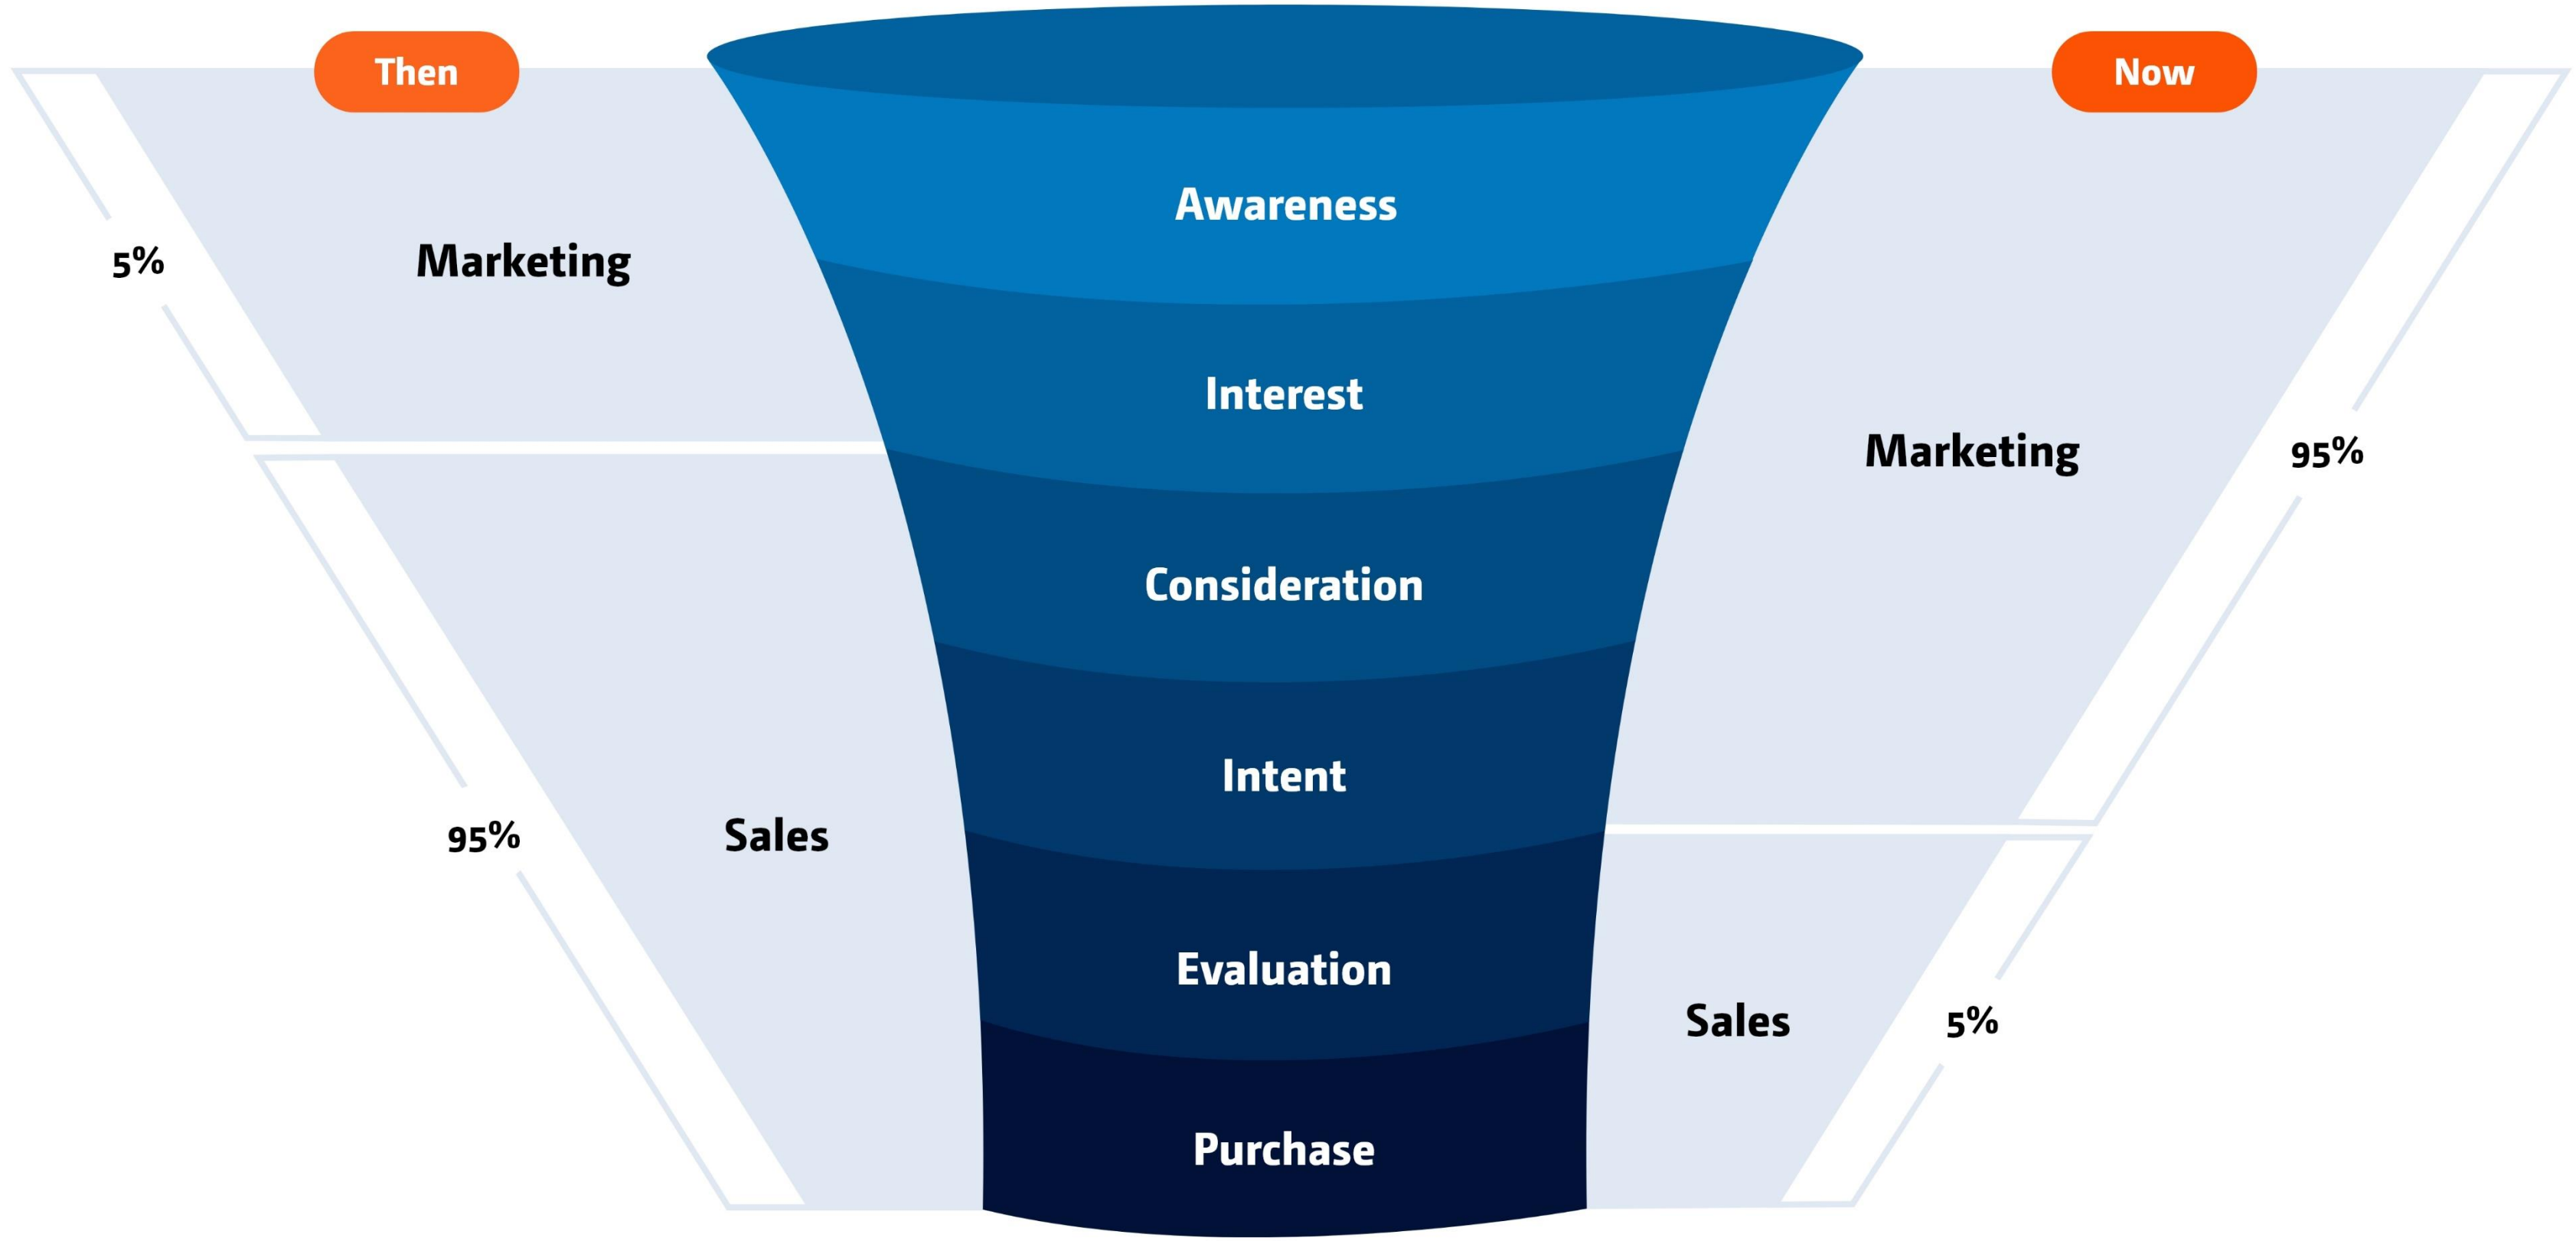 Then
Now
Awareness
5%
Marketing
Interest
Marketing
95%
Consideration
Intent
95%
Sales
Evaluation
Sales
5%
Purchase